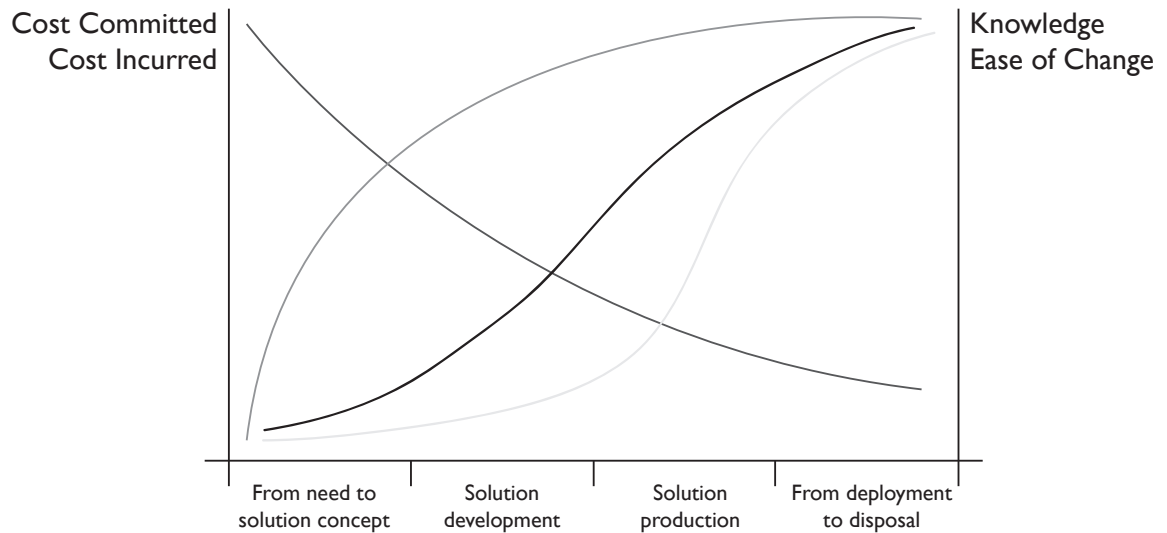 Cost Committed
Cost Incurred
Knowledge
Ease of Change
From need to
solution concept
Solution
development
Solution
production
From deployment
to disposal